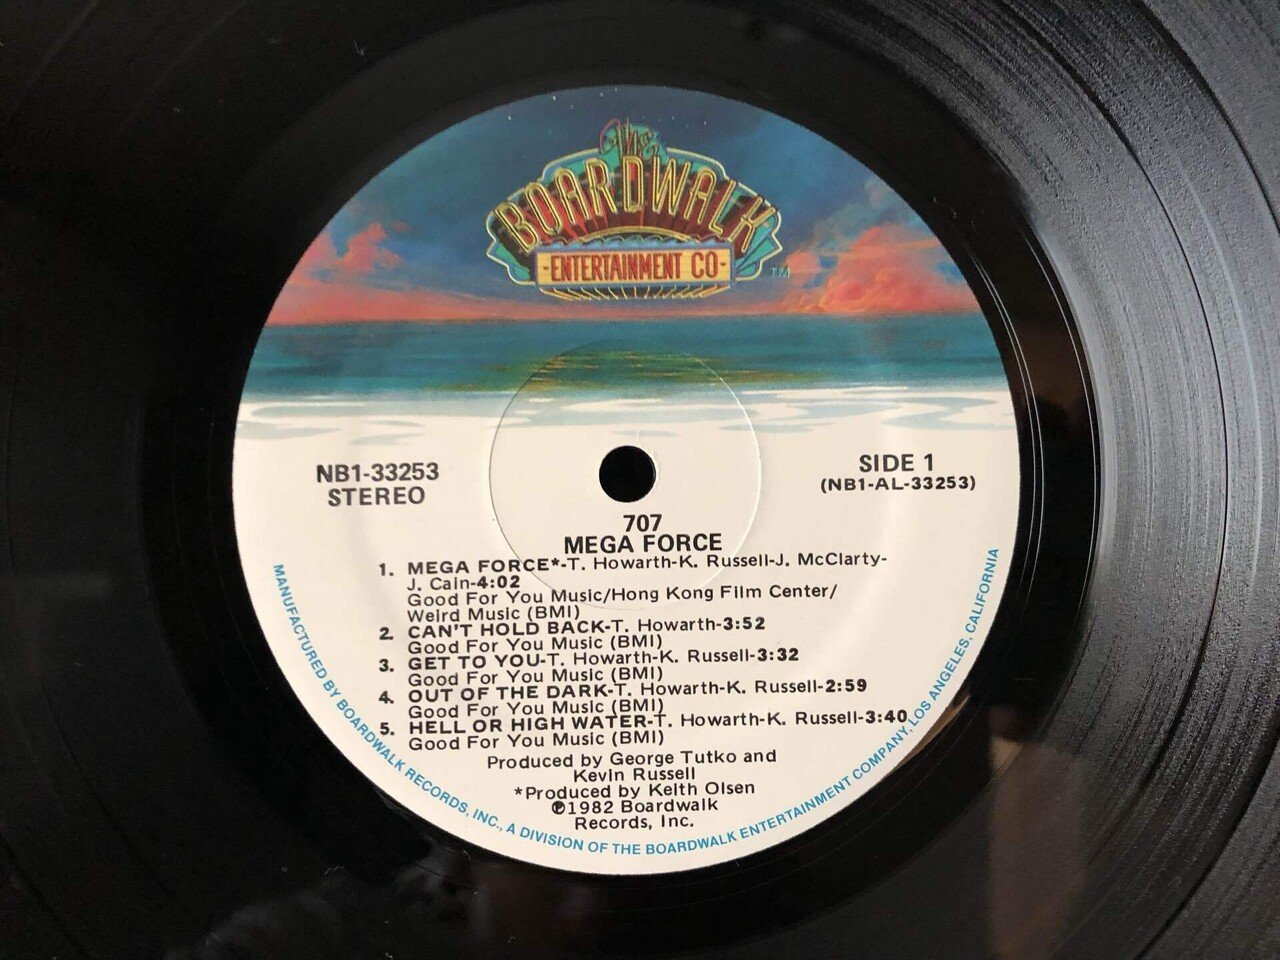 The
BOARDWALK
-ENTERTAINMENT CO-
TM
NB1-33253
STEREO
SIDE 1
(NB1-AL-33253)
707
MEGA FORCE
1. MEGA FORCE*-T. Howarth-K. Russell-J. McClarty-
J. Cain-4:02
Good For You Music/Hong Kong Film Center/
Weird Music (BMI)
2. CAN'T HOLD BACK-T. Howarth-3:52
Good For You Music (BMI)
3. GET TO YOU-T. Howarth-K. Russell-3:32
Good For You Music (BMI)
4. OUT OF THE DARK-T. Howarth-K. Russell-2:59
Good For You Music (BMI)
5. HELL OR HIGH WATER-T. Howarth-K. Russell-3:40
Good For You Music (BMI)
Produced by George Tutko and
Kevin Russell
*Produced by Keith Olsen
℗1982 Boardwalk
Records, Inc.
MANUFACTURED BY BOARDWALK RECORDS, INC., A DIVISION OF THE BOARDWALK ENTERTAINMENT COMPANY, LOS ANGELES, CALIFORNIA